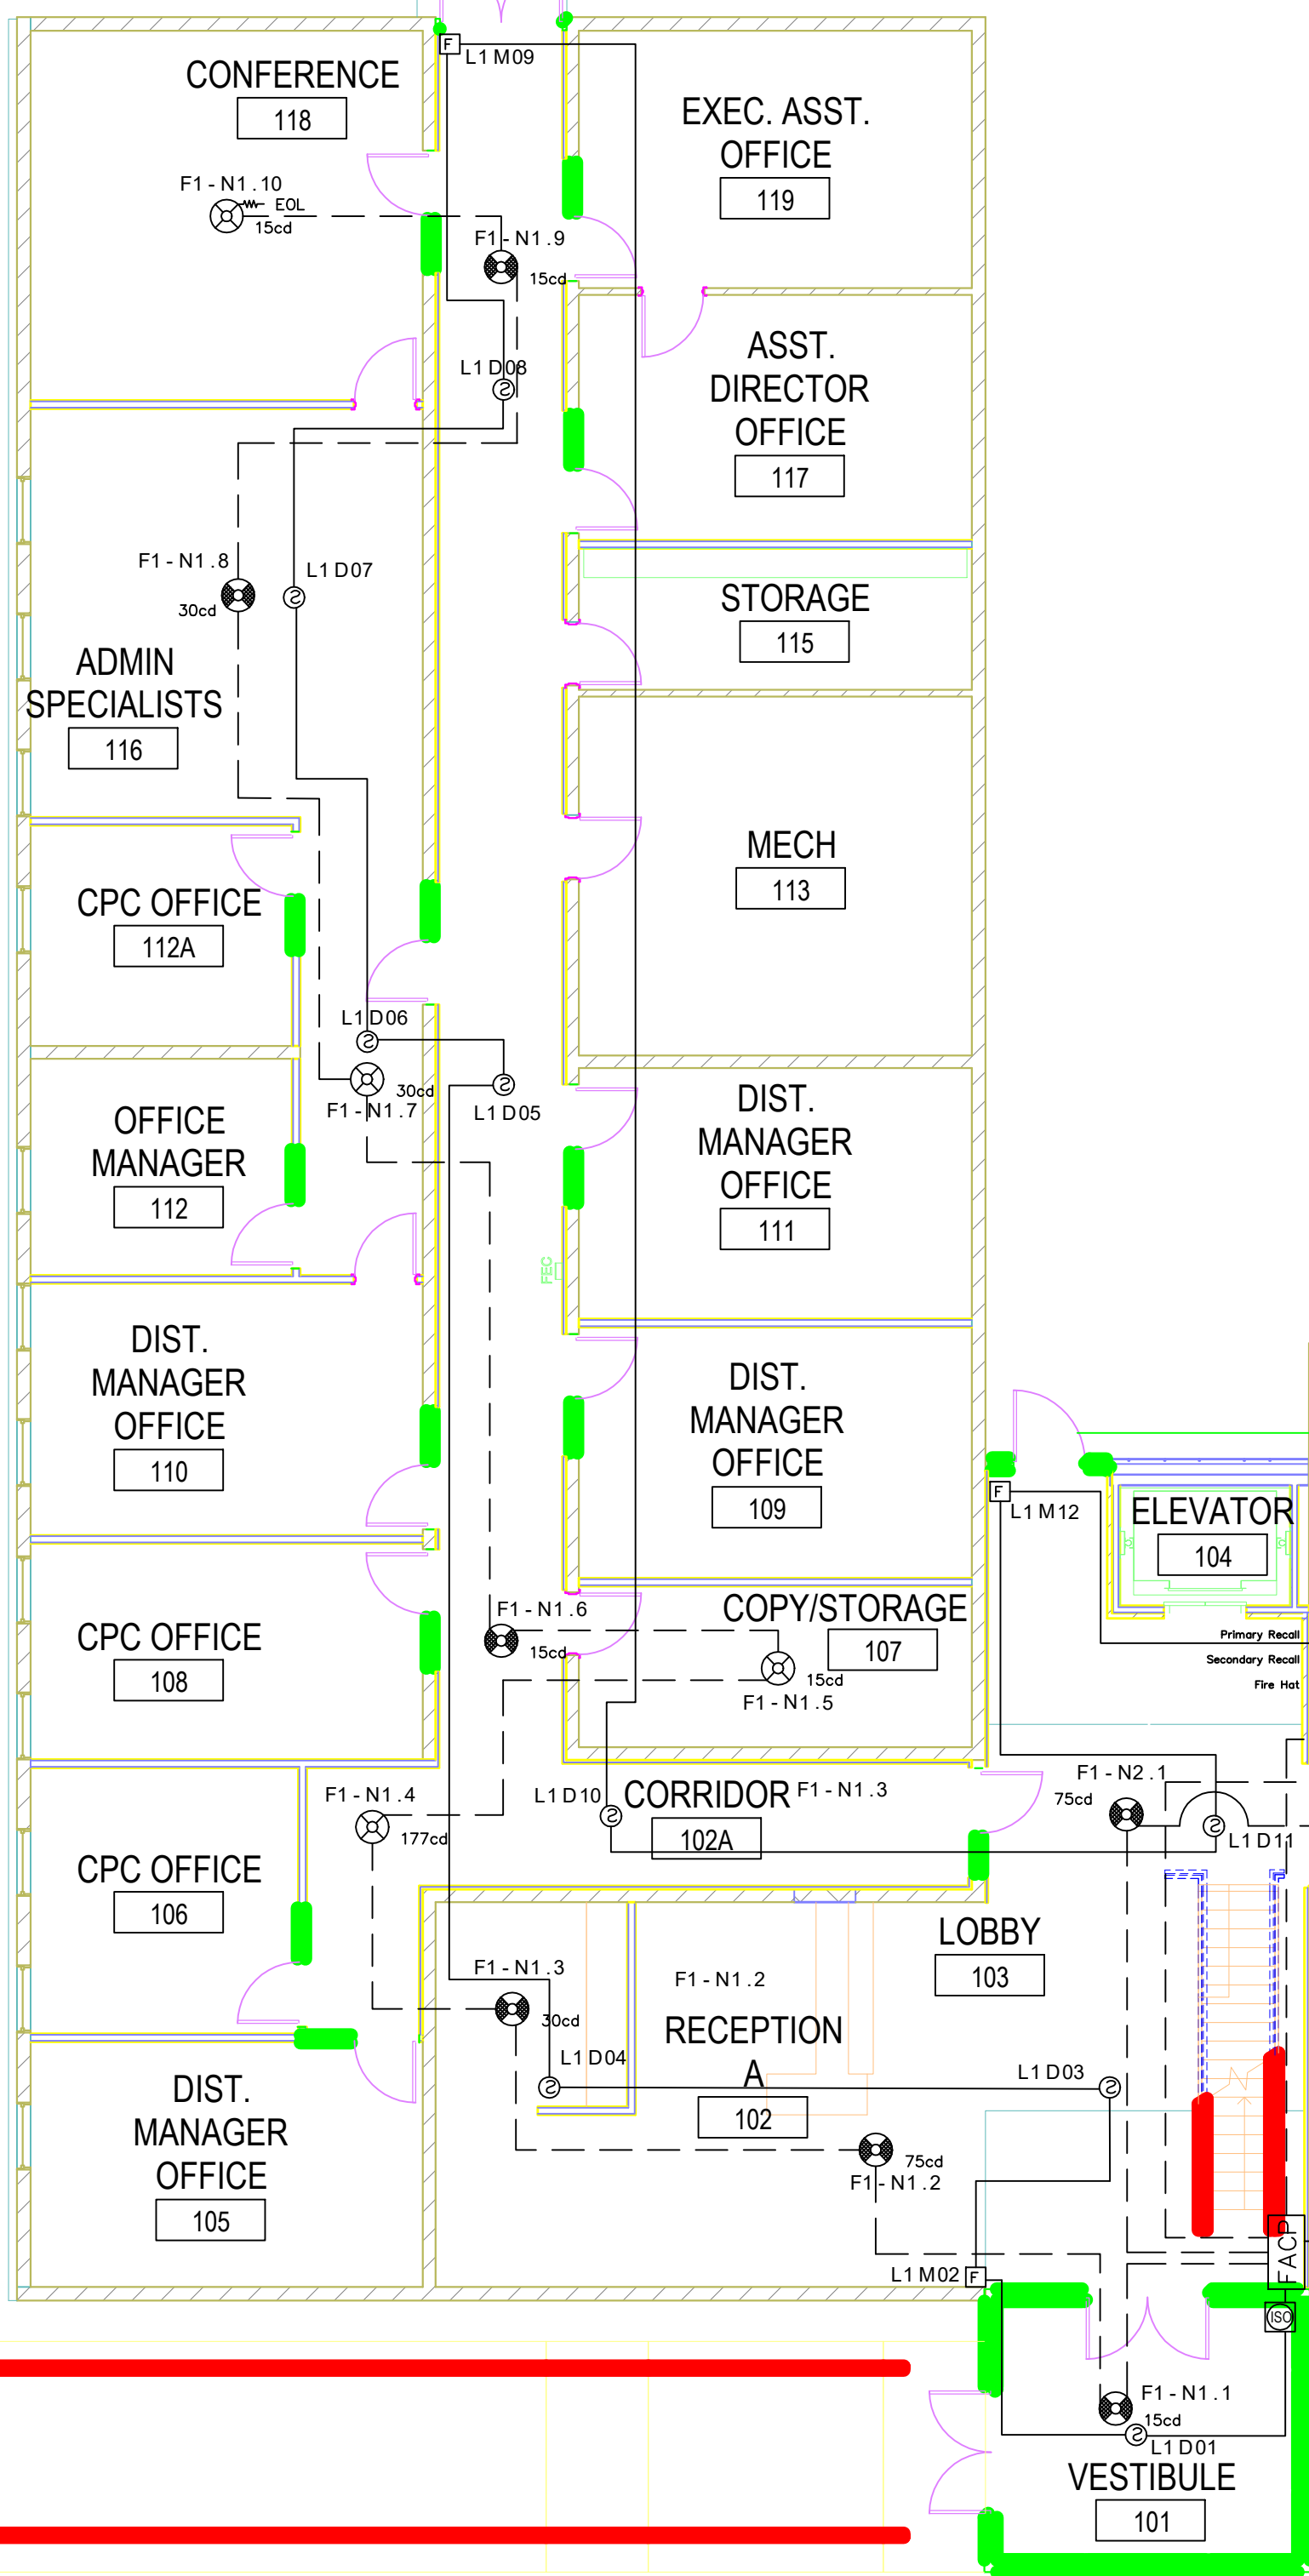 F
L1 M09
CONFERENCE
118
EXEC. ASST.
OFFICE
119
F1 - N1 .10
EOL
15cd
F1 - N1 .9
15cd
ASST.
DIRECTOR
OFFICE
117
L1 D08
F1 - N1 .8
30cd
L1 D07
STORAGE
115
ADMIN
SPECIALISTS
116
MECH
113
CPC OFFICE
112A
L1 D06
30cd
F1 - N1 .7
L1 D05
OFFICE
MANAGER
112
DIST.
MANAGER
OFFICE
111
FEC
DIST.
MANAGER
OFFICE
110
DIST.
MANAGER
OFFICE
109
F
L1 M12
ELEVATOR
104
CPC OFFICE
108
F1 - N1 .6
15cd
COPY/STORAGE
107
15cd
F1 - N1 .5
Primary Recall
Secondary Recall
Fire Hat
F1 - N1 .4
177cd
L1 D10
CORRIDOR
102A
F1 - N1 .3
F1 - N2 .1
75cd
L1 D11
CPC OFFICE
106
LOBBY
103
F1 - N1 .3
30cd
F1 - N1 .2
RECEPTION
A
102
L1 D04
L1 D03
DIST.
MANAGER
OFFICE
105
75cd
F1 - N1 .2
L1 M02
F
FACP
ISO
F1 - N1 .1
15cd
L1 D01
VESTIBULE
101